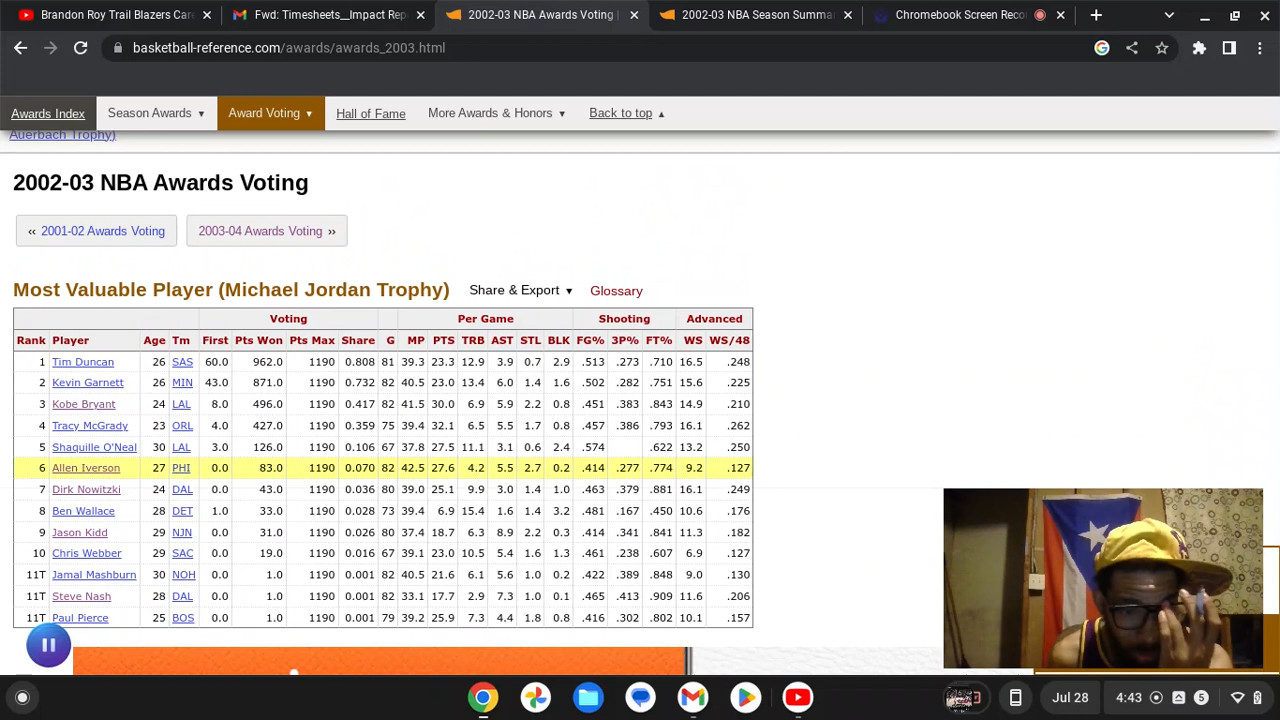 Brandon Roy Trail Blazers Car
Fwd: Timesheets__Impact Rep
2002-03 NBA Awards Voting |
2002-03 NBA Season Summa
Chromebook Screen Reco
basketball-reference.com/awards/awards_2003.html
Awards Index Season Awards ▼ Award Voting ▼ Hall of Fame More Awards & Honors ▼ Back to top ▲
Auerbach Trophy)
2002-03 NBA Awards Voting
« 2001-02 Awards Voting 2003-04 Awards Voting »
Most Valuable Player (Michael Jordan Trophy) Share & Export ▼ Glossary
Voting Per Game Shooting Advanced
Rank Player Age Tm First Pts Won Pts Max Share G MP PTS TRB AST STL BLK FG% 3P% FT% WS WS/48
1 Tim Duncan 26 SAS 60.0 962.0 1190 0.808 81 39.3 23.3 12.9 3.9 0.7 2.9 .513 .273 .710 16.5 .248
2 Kevin Garnett 26 MIN 43.0 871.0 1190 0.732 82 40.5 23.0 13.4 6.0 1.4 1.6 .502 .282 .751 15.6 .225
3 Kobe Bryant 24 LAL 8.0 496.0 1190 0.417 82 41.5 30.0 6.9 5.9 2.2 0.8 .451 .383 .843 14.9 .210
4 Tracy McGrady 23 ORL 4.0 427.0 1190 0.359 75 39.4 32.1 6.5 5.5 1.7 0.8 .457 .386 .793 16.1 .262
5 Shaquille O'Neal 30 LAL 3.0 126.0 1190 0.106 67 37.8 27.5 11.1 3.1 0.6 2.4 .574 .622 13.2 .250
6 Allen Iverson 27 PHI 0.0 83.0 1190 0.070 82 42.5 27.6 4.2 5.5 2.7 0.2 .414 .277 .774 9.2 .127
7 Dirk Nowitzki 24 DAL 0.0 43.0 1190 0.036 80 39.0 25.1 9.9 3.0 1.4 1.0 .463 .379 .881 16.1 .249
8 Ben Wallace 28 DET 1.0 33.0 1190 0.028 73 39.4 6.9 15.4 1.6 1.4 3.2 .481 .167 .450 10.6 .176
9 Jason Kidd 29 NJN 0.0 31.0 1190 0.026 80 37.4 18.7 6.3 8.9 2.2 0.3 .414 .341 .841 11.3 .182
10 Chris Webber 29 SAC 0.0 19.0 1190 0.016 67 39.1 23.0 10.5 5.4 1.6 1.3 .461 .238 .607 6.9 .127
11T Jamal Mashburn 30 NOH 0.0 1.0 1190 0.001 82 40.5 21.6 6.1 5.6 1.0 0.2 .422 .389 .848 9.0 .130
11T Steve Nash 28 DAL 0.0 1.0 1190 0.001 82 33.1 17.7 2.9 7.3 1.0 0.1 .465 .413 .909 11.6 .206
11T Paul Pierce 25 BOS 0.0 1.0 1190 0.001 79 39.2 25.9 7.3 4.4 1.8 0.8 .416 .302 .802 10.1 .157
Jul 28 4:43 5